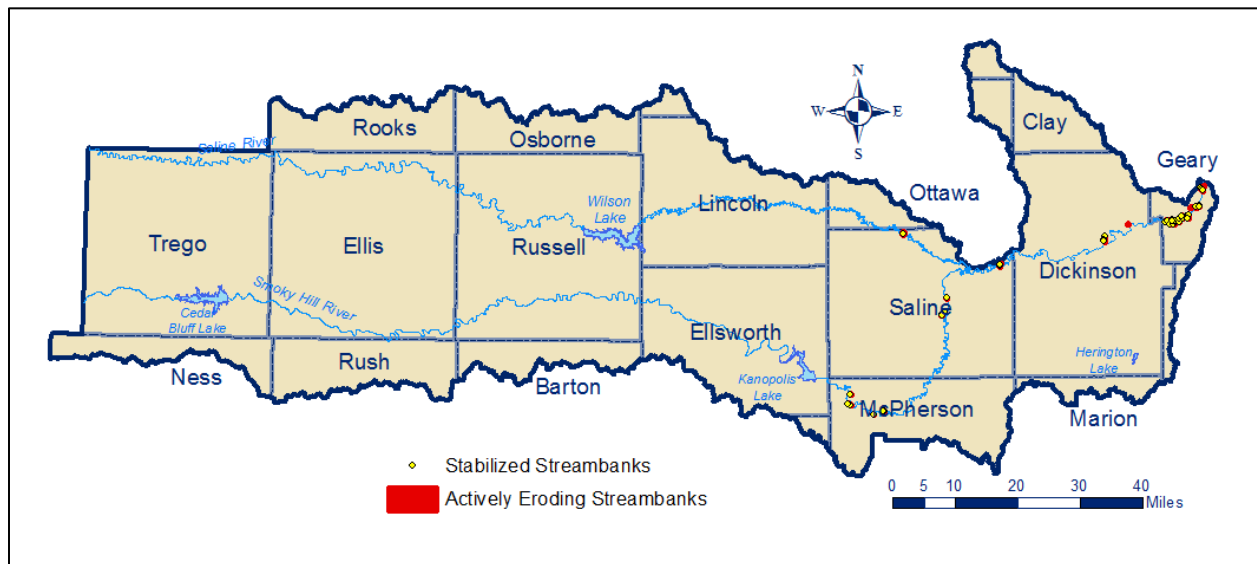 N
W
E
S
Rooks
Osborne
Clay
Geary
Saline River
Wilson
Lake
Lincoln
Ottawa
Trego
Ellis
Russell
Dickinson
Smoky Hill River
Cedar
Bluff Lake
Saline
Ellsworth
Ness
Rush
Barton
Kanopolis
Lake
McPherson
Herington
Lake
Marion
Stabilized Streambanks
Actively Eroding Streambanks
0 5 10 20 30 40
Miles